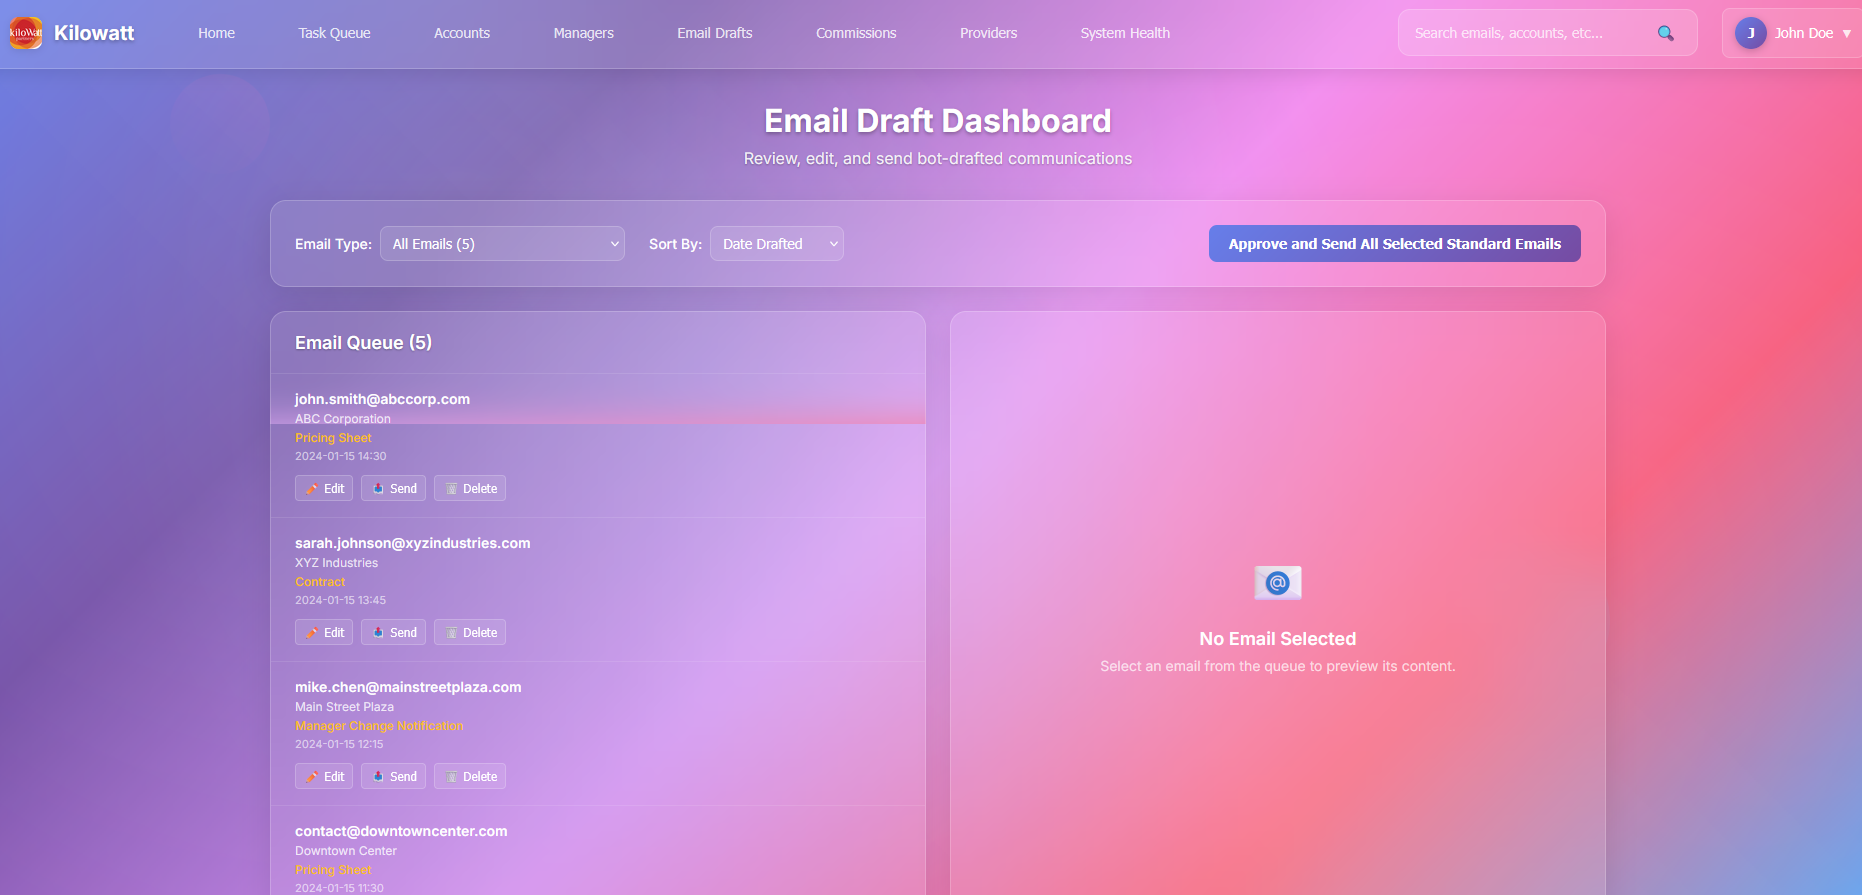 kiloWatt
Kilowatt
Home
Task Queue
Accounts
Managers
Email Drafts
Commissions
Providers
System Health
Search emails, accounts, etc...
J
John Doe ▼
Email Draft Dashboard
Review, edit, and send bot-drafted communications
Email Type:
All Emails (5)
Sort By:
Date Drafted
Approve and Send All Selected Standard Emails
Email Queue (5)
john.smith@abccorp.com
ABC Corporation
Pricing Sheet
2024-01-15 14:30
Edit
Send
Delete
sarah.johnson@xyzindustries.com
XYZ Industries
Contract
2024-01-15 13:45
Edit
Send
Delete
mike.chen@mainstreetplaza.com
Main Street Plaza
Manager Change Notification
2024-01-15 12:15
Edit
Send
Delete
contact@downtowncenter.com
Downtown Center
Pricing Sheet
2024-01-15 11:30
@
No Email Selected
Select an email from the queue to preview its content.